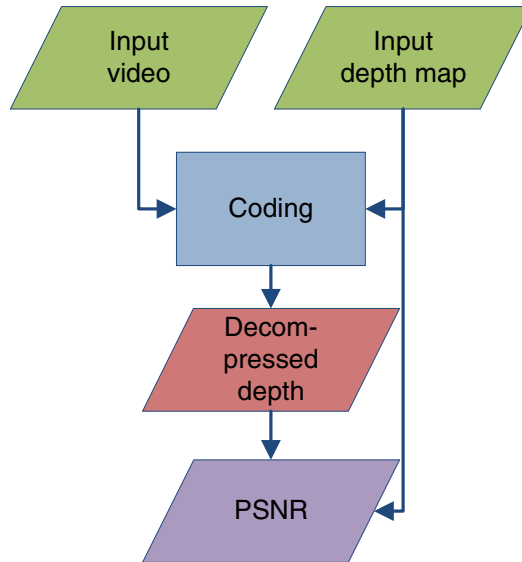 Input
video
Input
depth map
Coding
Decom-
pressed
depth
PSNR